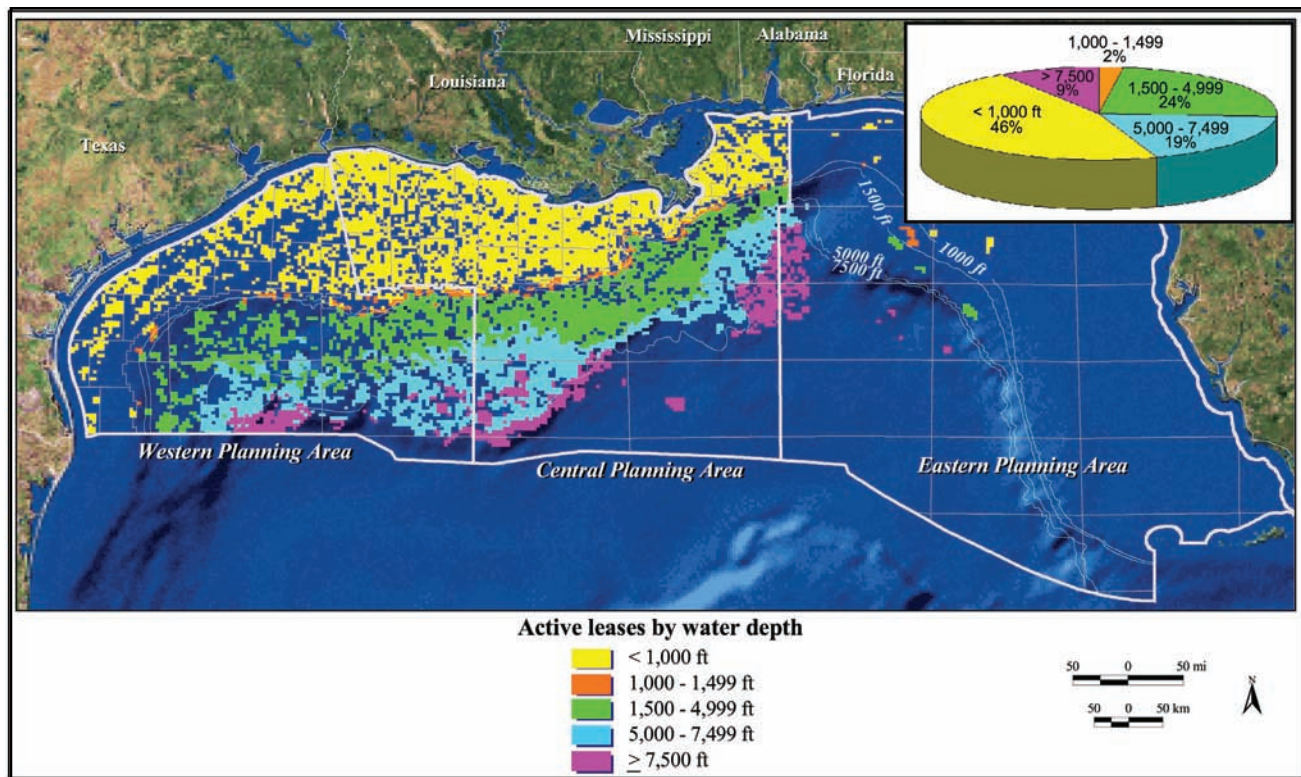 Mississippi
Alabama
Louisiana
Florida
Texas
1,000 - 1,499
2%
> 7,500
9%
1,500 - 4,999
24%
< 1,000 ft
46%
5,000 - 7,499
19%
1500 ft
1000 ft
5000 ft
7500 ft
Western Planning Area
Central Planning Area
Eastern Planning Area
Active leases by water depth
< 1,000 ft
1,000 - 1,499 ft
1,500 - 4,999 ft
5,000 - 7,499 ft
≥ 7,500 ft
50 0 50 mi
50 0 50 km
N